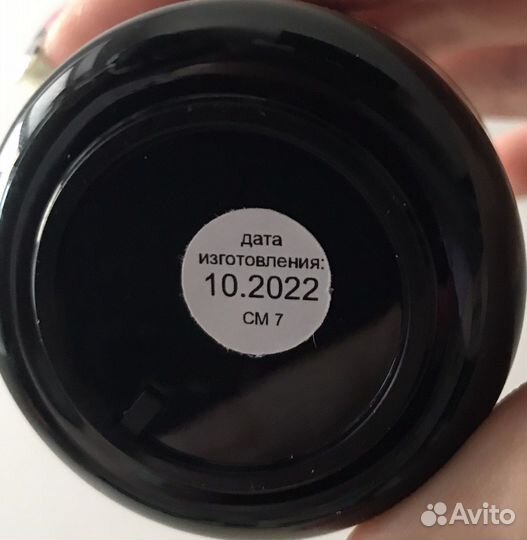 дата
изготовления:
10.2022
СМ 7
Avito